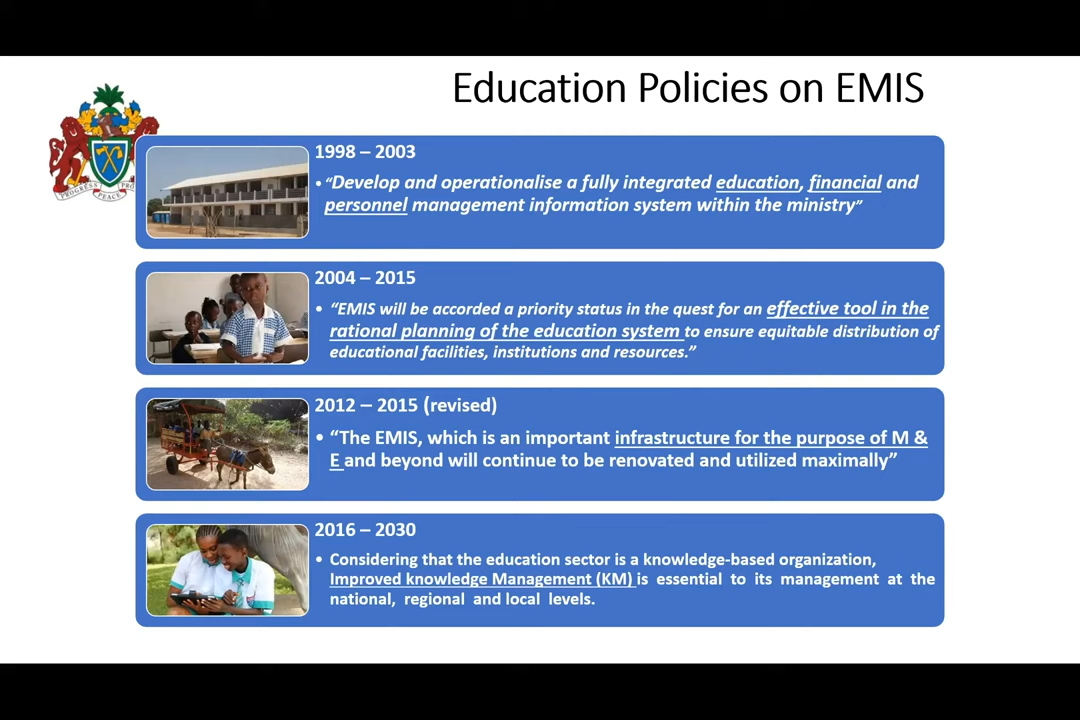 Education Policies on EMIS
PROGRESS
PEACE
PRO
1998 – 2003
• “Develop and operationalise a fully integrated education, financial and
personnel management information system within the ministry”
2004 – 2015
• “EMIS will be accorded a priority status in the quest for an effective tool in the
rational planning of the education system to ensure equitable distribution of
educational facilities, institutions and resources.”
2012 – 2015 (revised)
• “The EMIS, which is an important infrastructure for the purpose of M &
E and beyond will continue to be renovated and utilized maximally”
2016 – 2030
• Considering that the education sector is a knowledge-based organization,
Improved knowledge Management (KM) is essential to its management at the
national, regional and local levels.